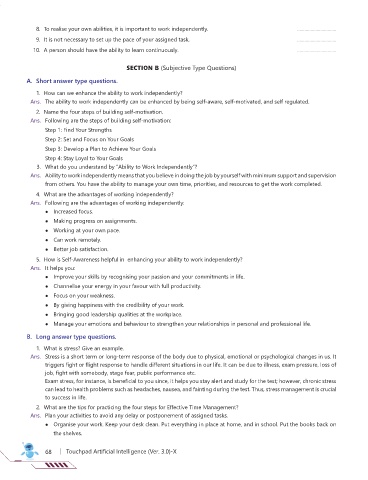 8. To realise your own abilities, it is important to work independently. ........................
9. It is not necessary to set up the pace of your assigned task. ........................
10. A person should have the ability to learn continuously. ........................
SECTION B (Subjective Type Questions)
A. Short answer type questions.
1. How can we enhance the ability to work independently?
Ans. The ability to work independently can be enhanced by being self-aware, self-motivated, and self regulated.
2. Name the four steps of building self-motivation.
Ans. Following are the steps of building self-motivation:
Step 1: Find Your Strengths
Step 2: Set and Focus on Your Goals
Step 3: Develop a Plan to Achieve Your Goals
Step 4: Stay Loyal to Your Goals
3. What do you understand by "Ability to Work Independently"?
Ans. Ability to work independently means that you believe in doing the job by yourself with minimum support and supervision
from others. You have the ability to manage your own time, priorities, and resources to get the work completed.
4. What are the advantages of working independently?
Ans. Following are the advantages of working independently:
● Increased focus.
● Making progress on assignments.
● Working at your own pace.
● Can work remotely.
● Better job satisfaction.
5. How is Self-Awareness helpful in enhancing your ability to work independently?
Ans. It helps you:
● Improve your skills by recognising your passion and your commitments in life.
● Channelise your energy in your favour with full productivity.
● Focus on your weakness.
● By giving happiness with the credibility of your work.
● Bringing good leadership qualities at the workplace.
● Manage your emotions and behaviour to strengthen your relationships in personal and professional life.
B. Long answer type questions.
1. What is stress? Give an example.
Ans. Stress is a short term or long-term response of the body due to physical, emotional or psychological changes in us. It
triggers fight or flight response to handle different situations in our life. It can be due to illness, exam pressure, loss of
job, fight with somebody, stage fear, public performance etc.
Exam stress, for instance, is beneficial to you since, it helps you stay alert and study for the test; however, chronic stress
can lead to health problems such as headaches, nausea, and fainting during the test. Thus, stress management is crucial
to success in life.
2. What are the tips for practicing the four steps for Effective Time Management?
Ans. Plan your activities to avoid any delay or postponement of assigned tasks.
● Organise your work. Keep your desk clean. Put everything in place at home, and in school. Put the books back on
the shelves.
68 | Touchpad Artificial Intelligence (Ver. 3.0)-X